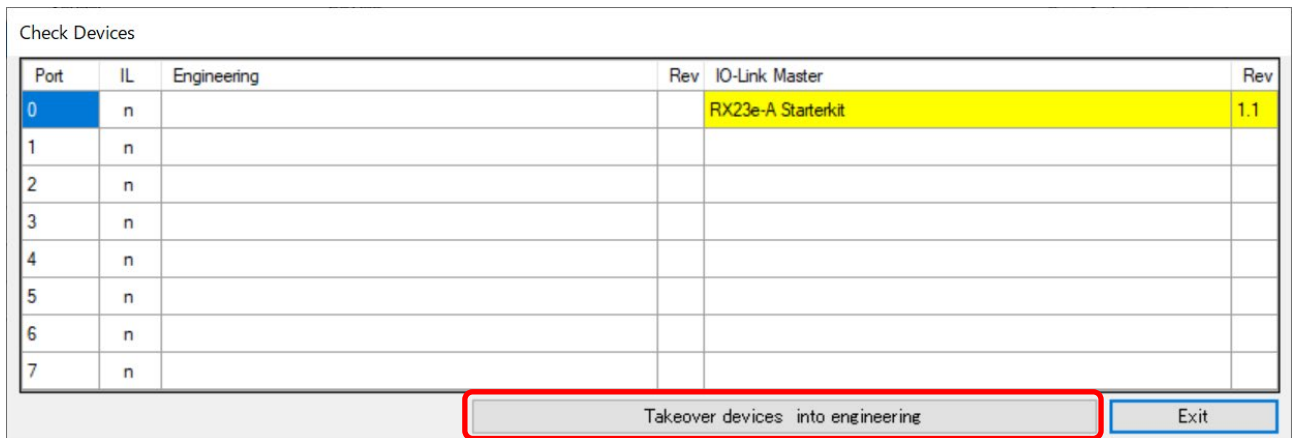 Check Devices
Port IL Engineering Rev IO-Link Master Rev
0 n RX23e-A Starterkit 1.1
1 n
2 n
3 n
4 n
5 n
6 n
7 n
Takeover devices into engineering Exit